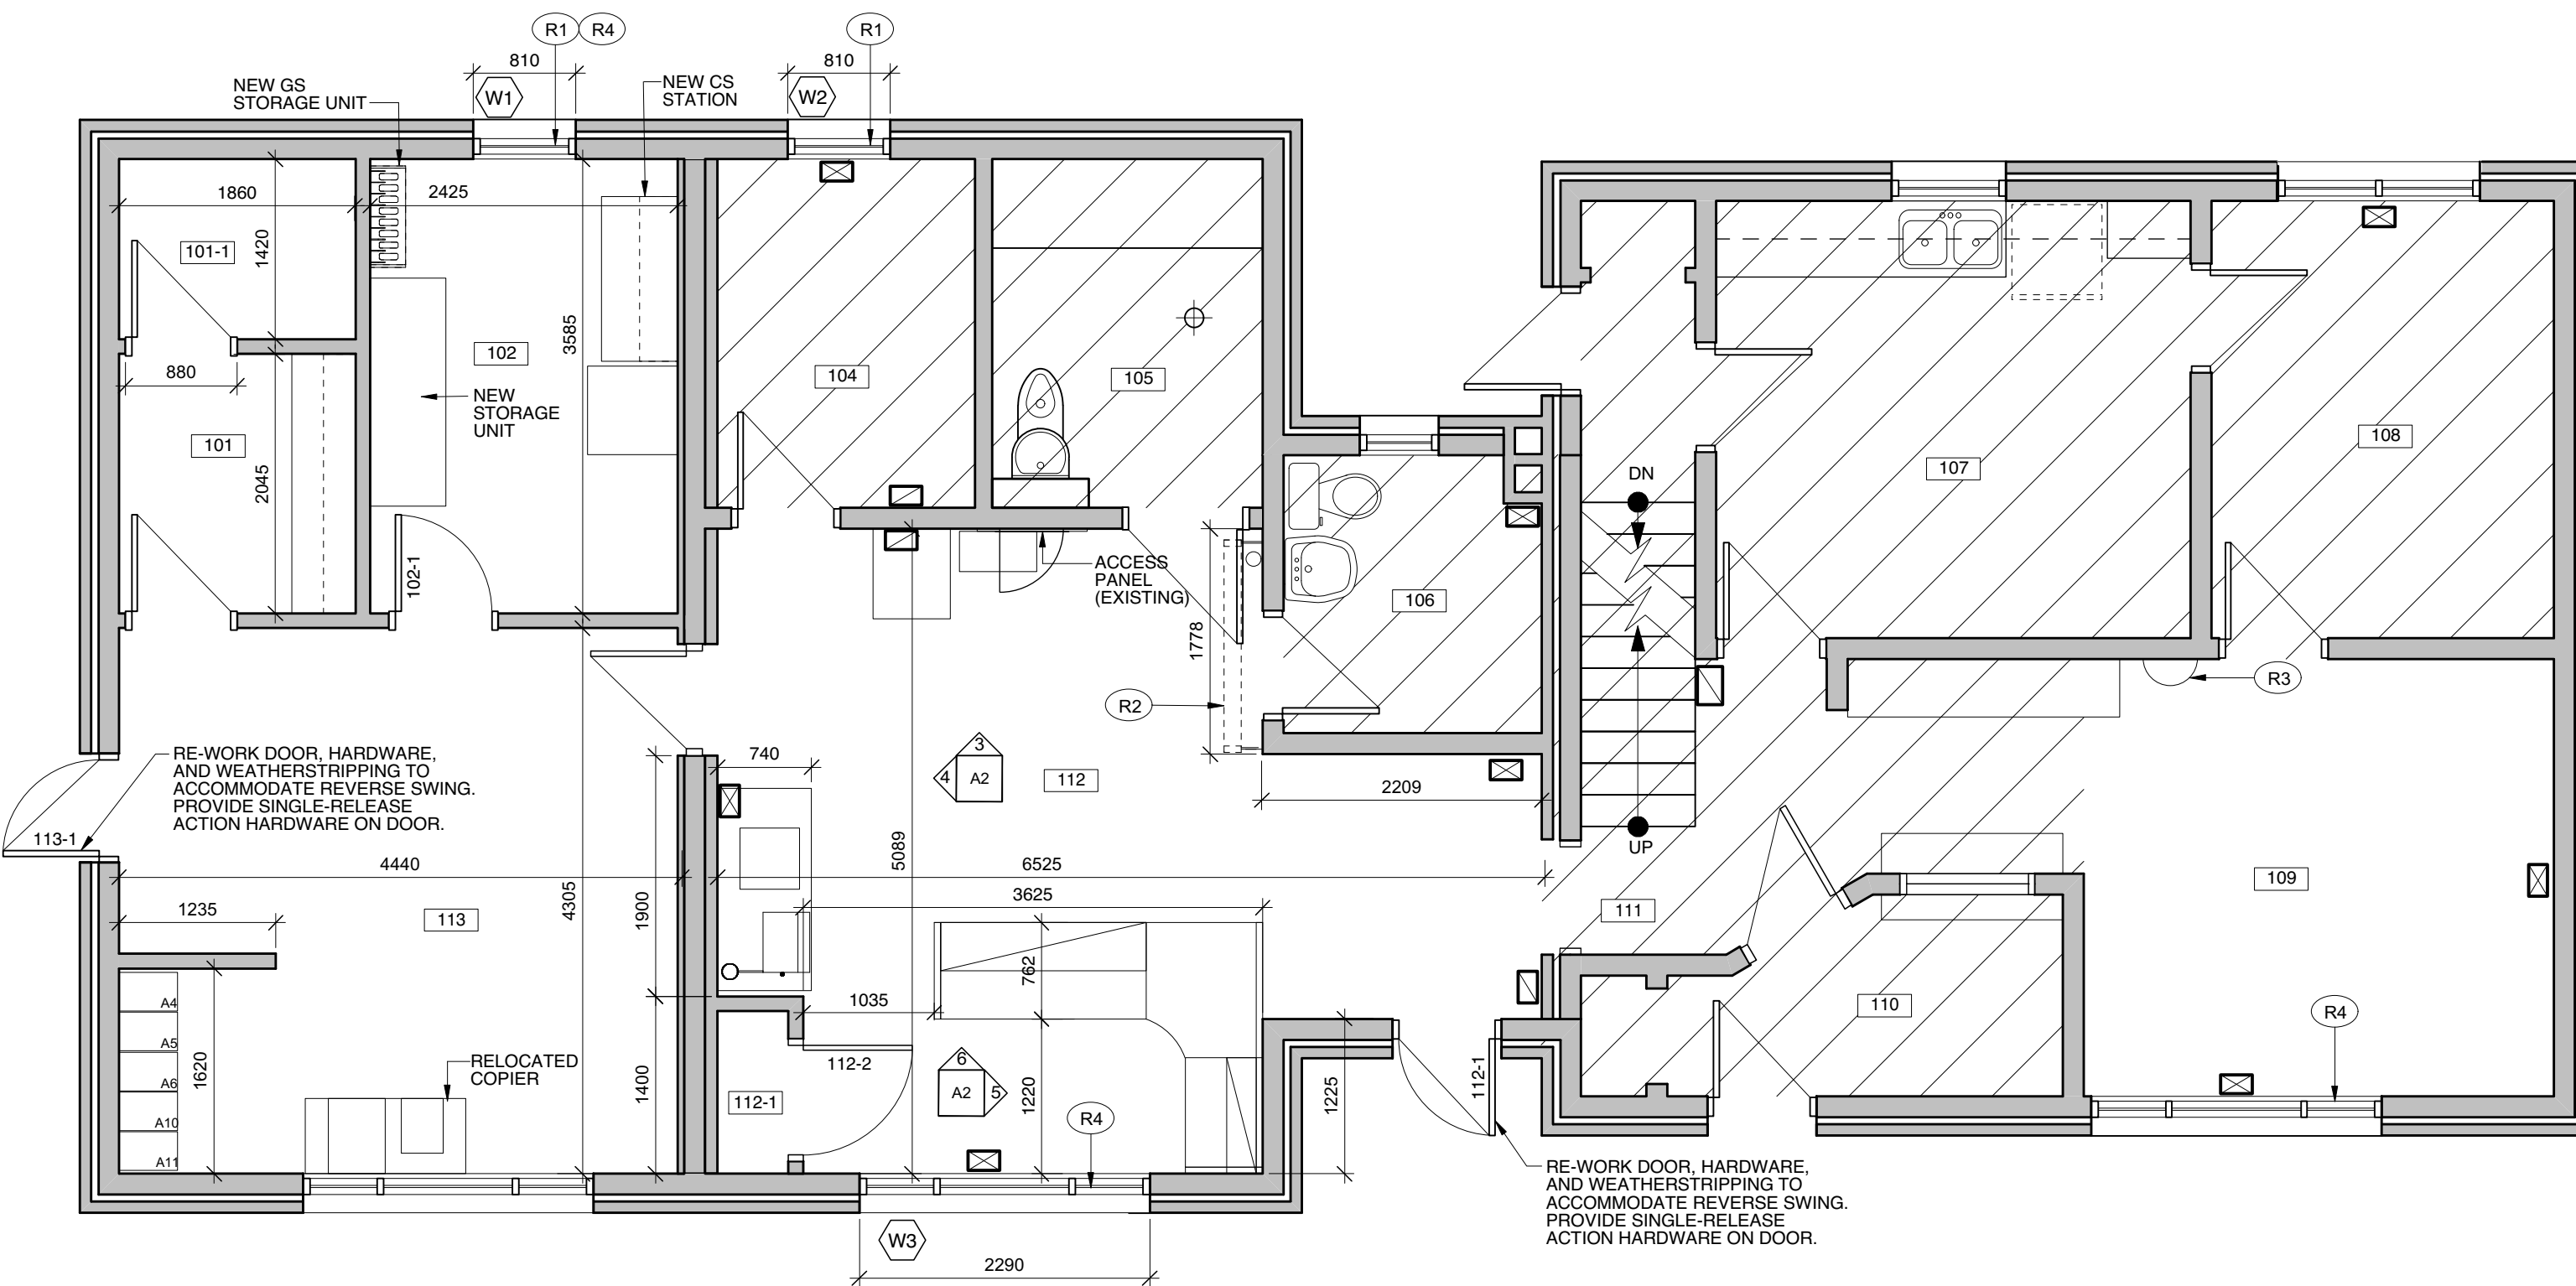 R1
R4
R1
810
810
NEW GS
STORAGE UNIT
W1
NEW CS
STATION
W2
1860
2425
101-1
1420
3585
102
880
104
105
NEW
STORAGE
UNIT
101
2045
102-1
ACCESS
PANEL
(EXISTING)
106
DN
107
108
1778
R2
R3
RE-WORK DOOR, HARDWARE,
AND WEATHERSTRIPPING TO
ACCOMMODATE REVERSE SWING.
PROVIDE SINGLE-RELEASE
ACTION HARDWARE ON DOOR.
113-1
740
3
4
A2
112
2209
UP
4440
4305
5089
6525
3625
1235
113
1900
762
111
109
A4
A5
A6
A10
A11
1620
1035
110
R4
RELOCATED
COPIER
1400
112-2
112-1
6
A2
5
1220
R4
1225
112-1
RE-WORK DOOR, HARDWARE,
AND WEATHERSTRIPPING TO
ACCOMMODATE REVERSE SWING.
PROVIDE SINGLE-RELEASE
ACTION HARDWARE ON DOOR.
W3
2290